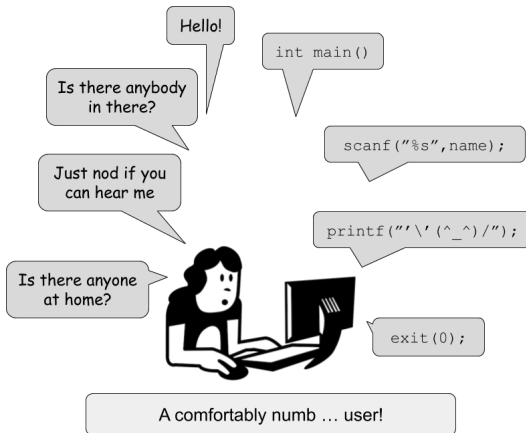 Hello!
int main()
Is there anybody
in there?
scanf("%s",name);
Just nod if you
can hear me
printf("'\'(^_^)/");
Is there anyone
at home?
exit(0);
A comfortably numb … user!